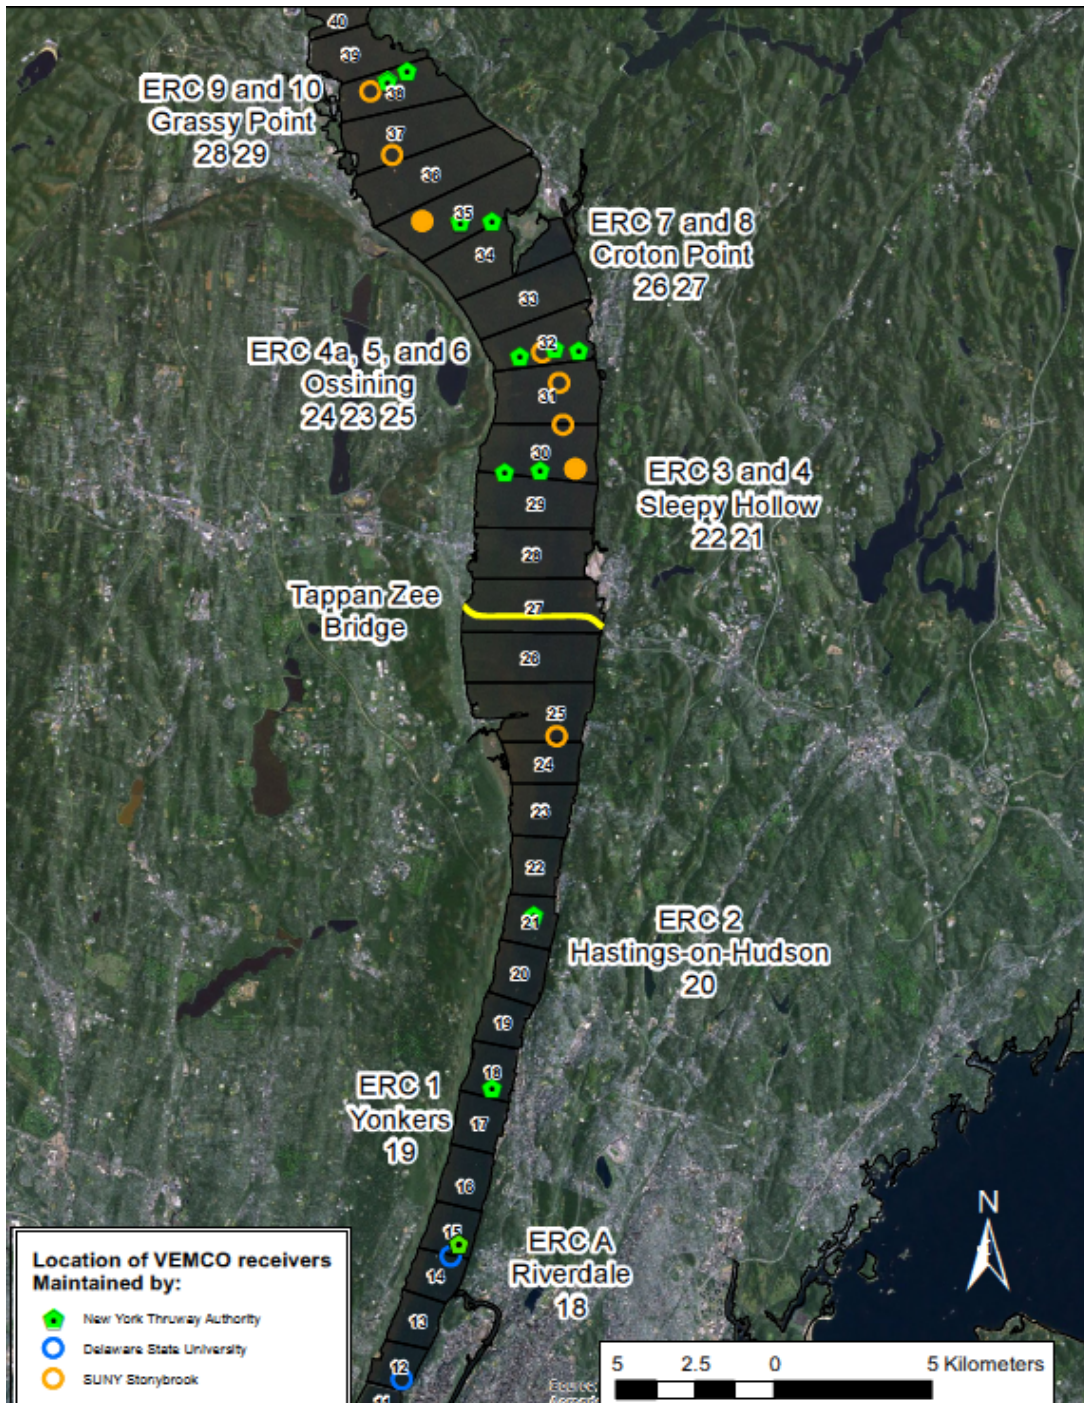 40
39
ERC 9 and 10
Grassy Point
28 29
38
37
36
35
ERC 7 and 8
Croton Point
26 27
34
33
ERC 4a, 5, and 6
Ossining
24 23 25
32
31
30
ERC 3 and 4
Sleepy Hollow
22 21
29
28
Tappan Zee
Bridge
27
26
25
24
23
22
21
ERC 2
Hastings-on-Hudson
20
20
19
18
ERC 1
Yonkers
19
17
16
15
14
ERC A
Riverdale
18
N
13
12
Location of VEMCO receivers
Maintained by:
New York Thruway Authority
Delaware State University
SUNY Stonybrook
5 2.5 0 5 Kilometers